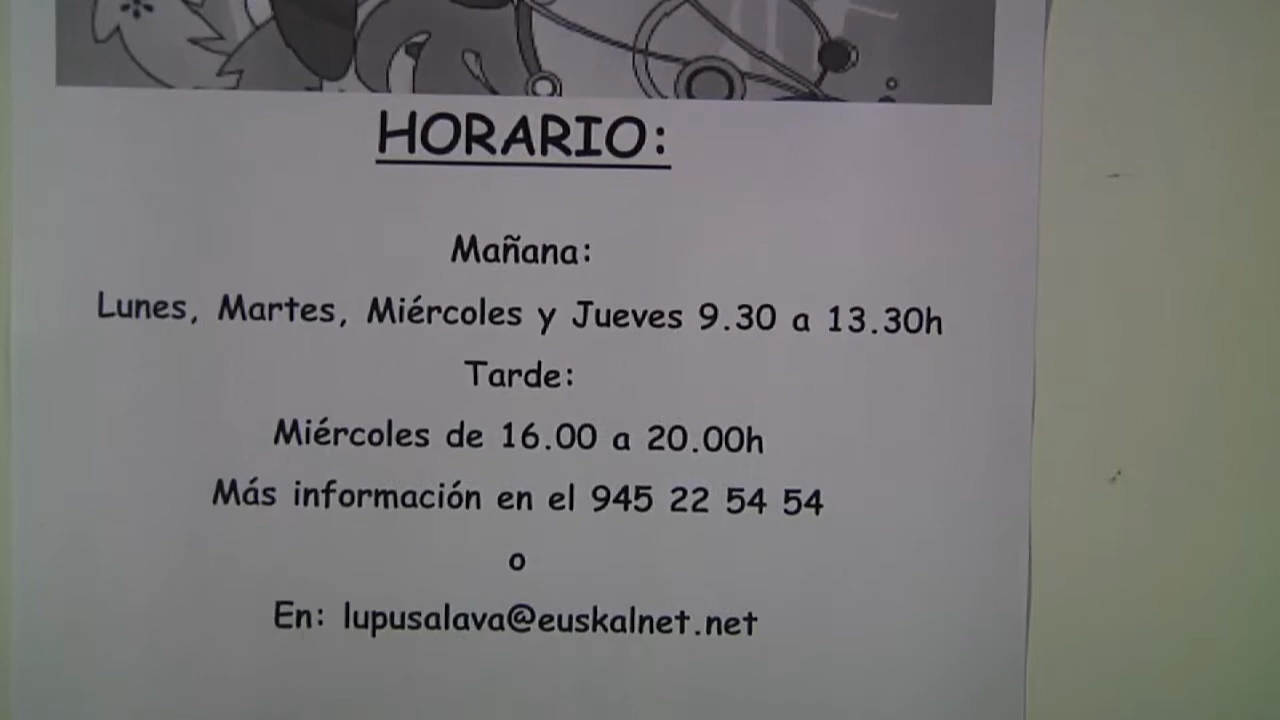 HORARIO:
Mañana:
Lunes, Martes, Miércoles y Jueves 9.30 a 13.30h
Tarde:
Miércoles de 16.00 a 20.00h
Más información en el 945 22 54 54
o
En: lupusalava@euskalnet.net